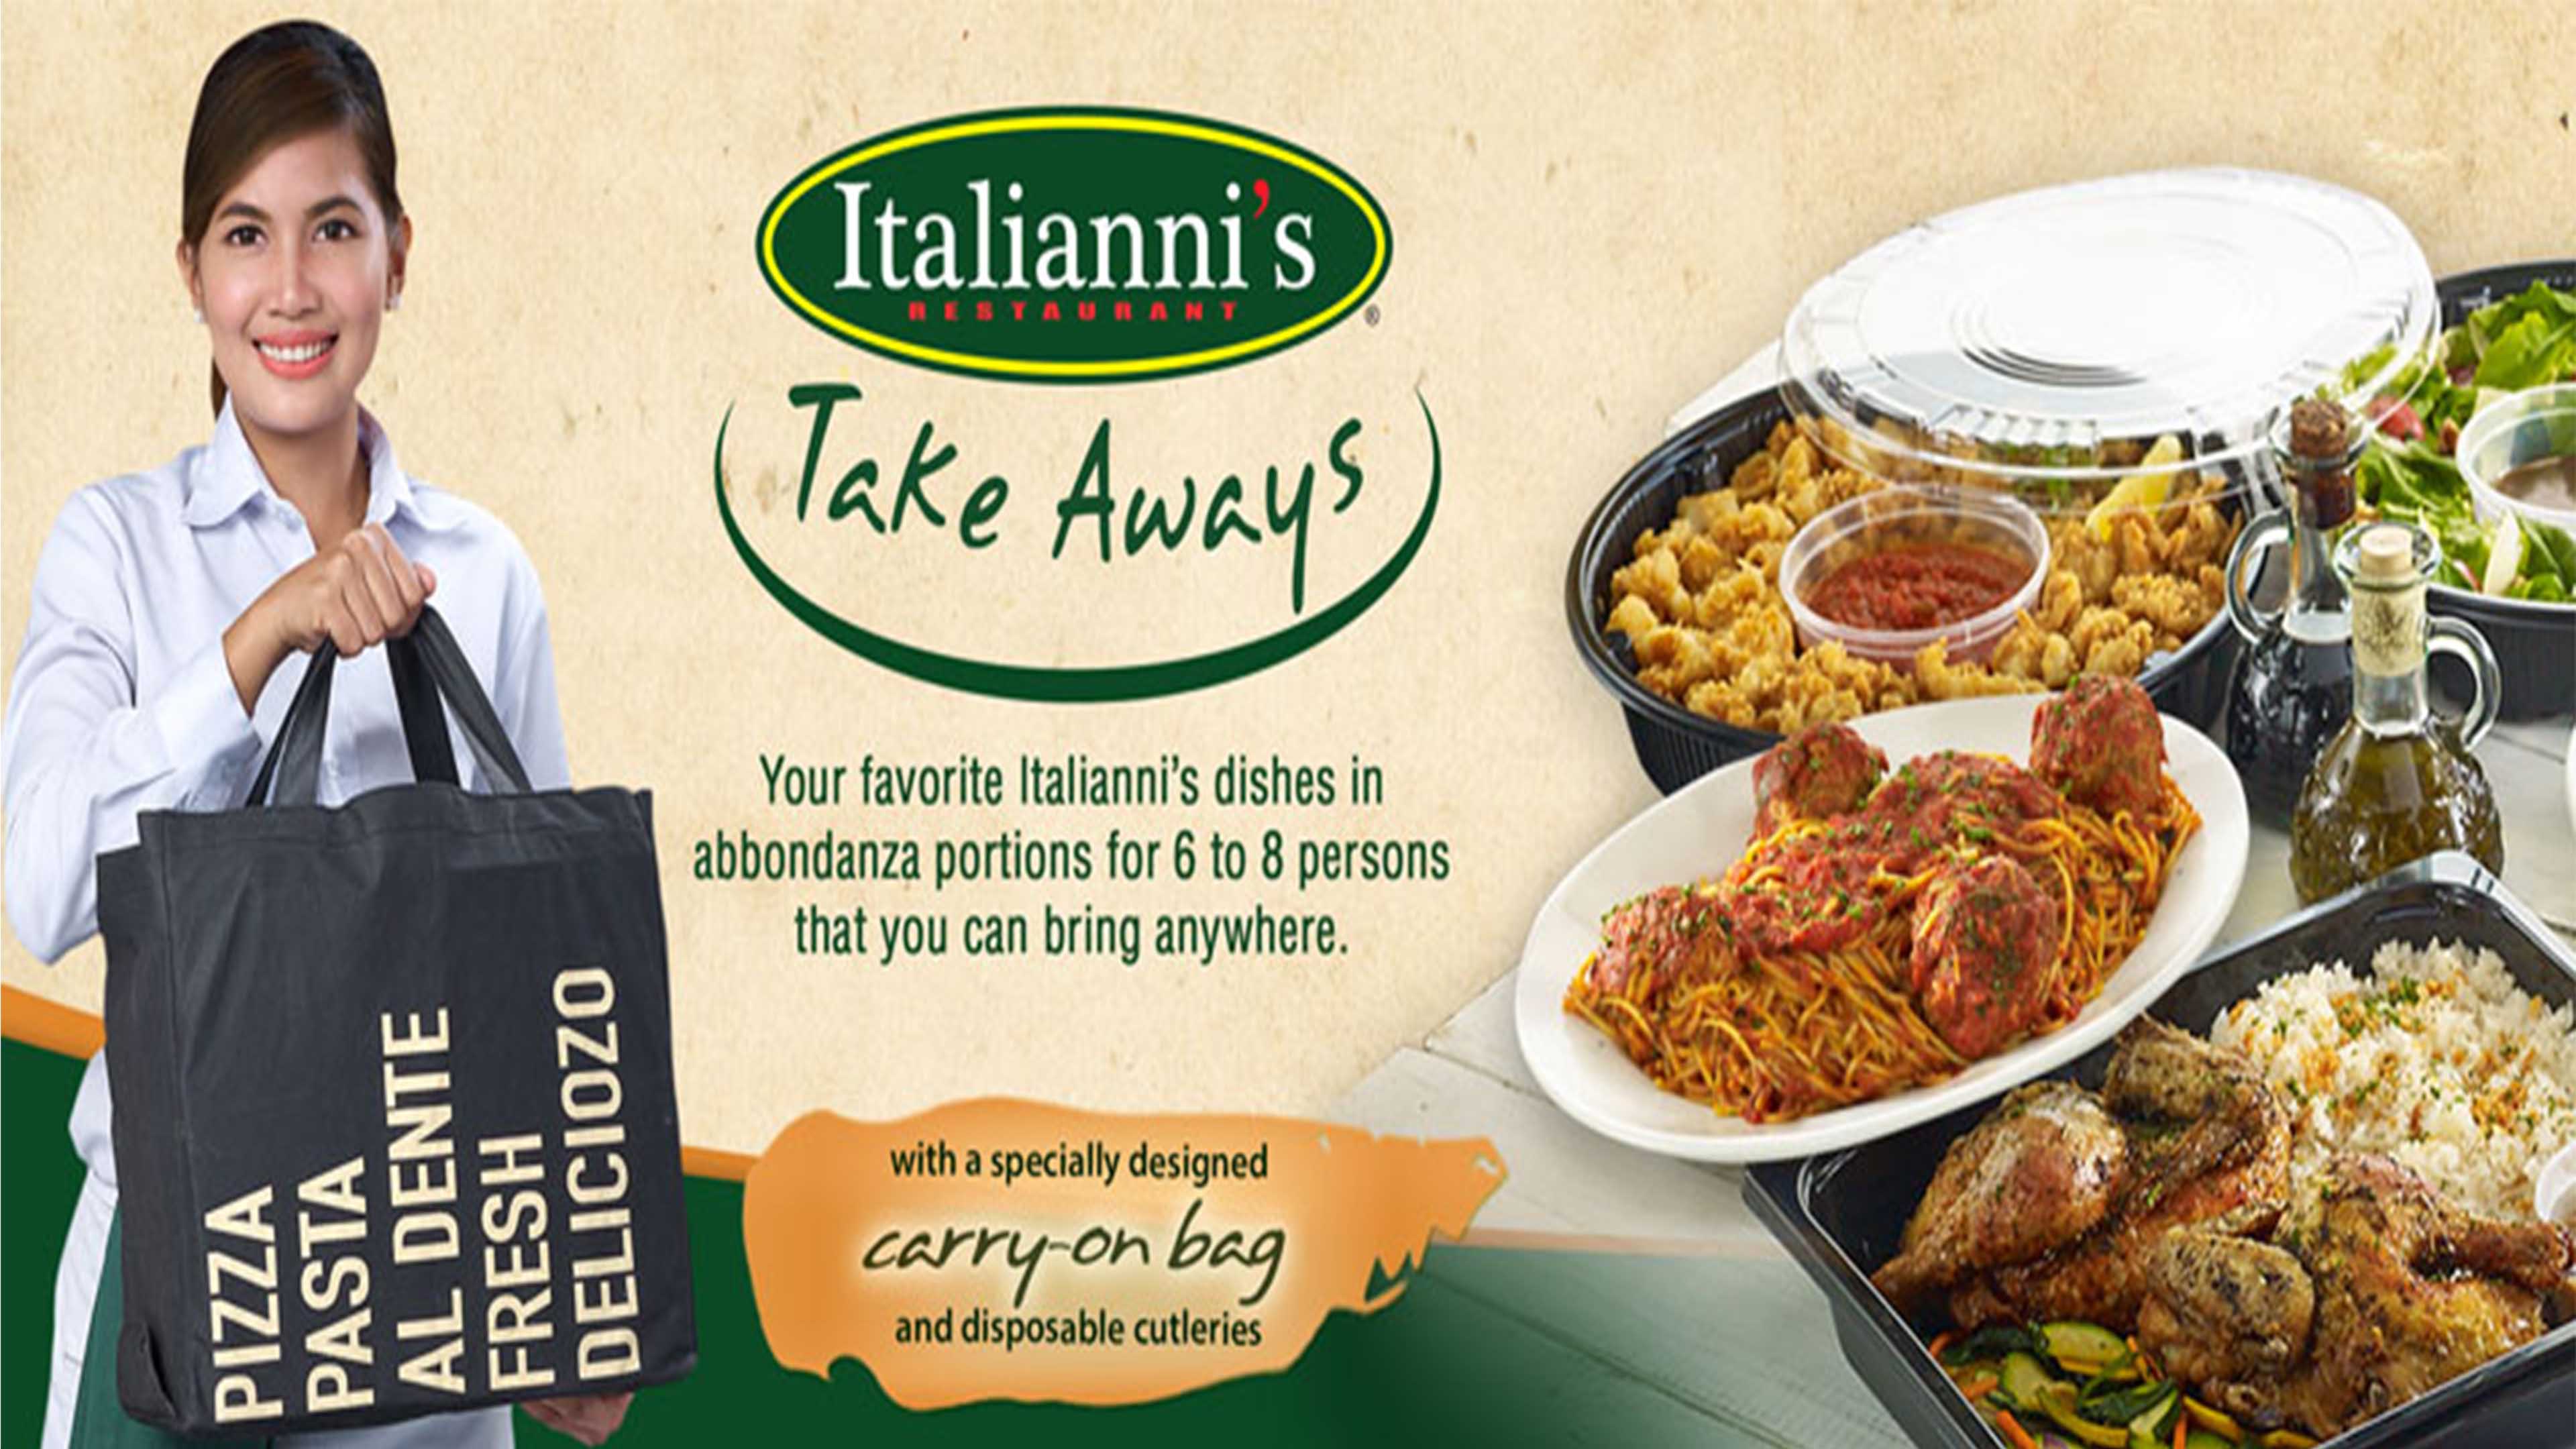 Italianni's
RESTAURANT
®
Take Aways
Your favorite Italianni's dishes in
abbondanza portions for 6 to 8 persons
that you can bring anywhere.
with a specially designed
carry-on bag
and disposable cutleries
PIZZA
PASTA
AL DENTE
FRESH
DELICIOZO